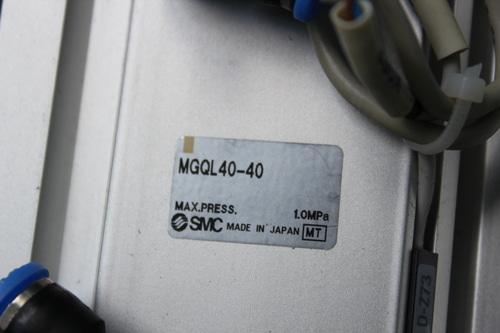 MGQL40-40
MAX.PRESS. 1.0MPa
SMC MADE IN JAPAN MT
D-Z73